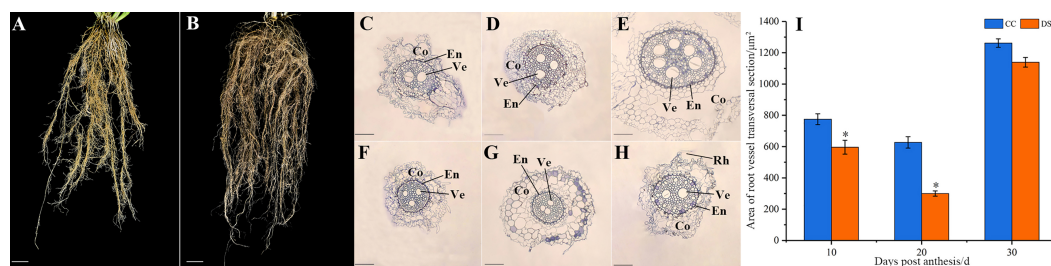 A
B
C
Co
En
Ve
D
Co
Ve
En
E
Ve
En
Co
F
En
Ve
G
En
Ve
Co
H
Rh
Ve
En
Co
I
CC
DS
Area of root vessel transversal section/μm²
1400
1200
1000
800
600
400
200
0
*
*
10
20
30
Days post anthesis/d